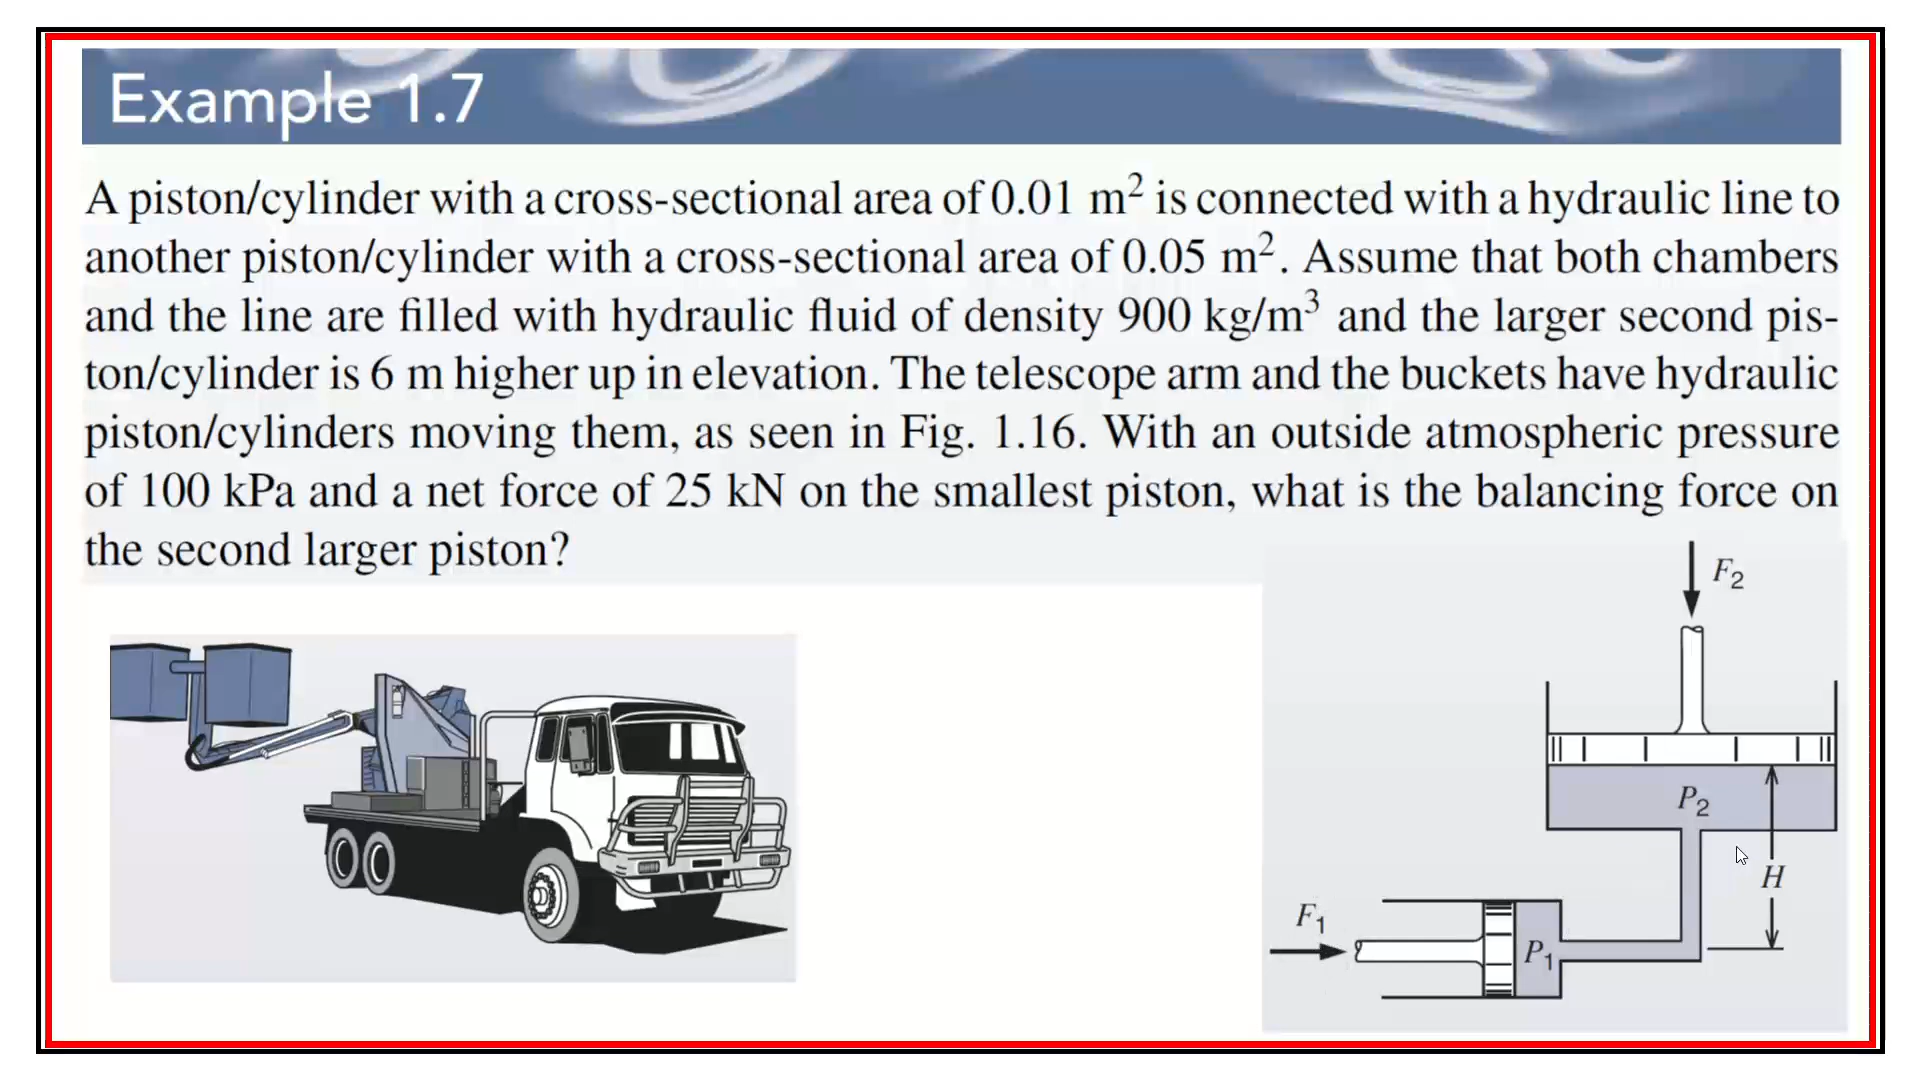 Example 1.7
A piston/cylinder with a cross-sectional area of 0.01 m² is connected with a hydraulic line to
another piston/cylinder with a cross-sectional area of 0.05 m². Assume that both chambers
and the line are filled with hydraulic fluid of density 900 kg/m³ and the larger second pis-
ton/cylinder is 6 m higher up in elevation. The telescope arm and the buckets have hydraulic
piston/cylinders moving them, as seen in Fig. 1.16. With an outside atmospheric pressure
of 100 kPa and a net force of 25 kN on the smallest piston, what is the balancing force on
the second larger piston?
F₂
P₂
H
F₁
P₁